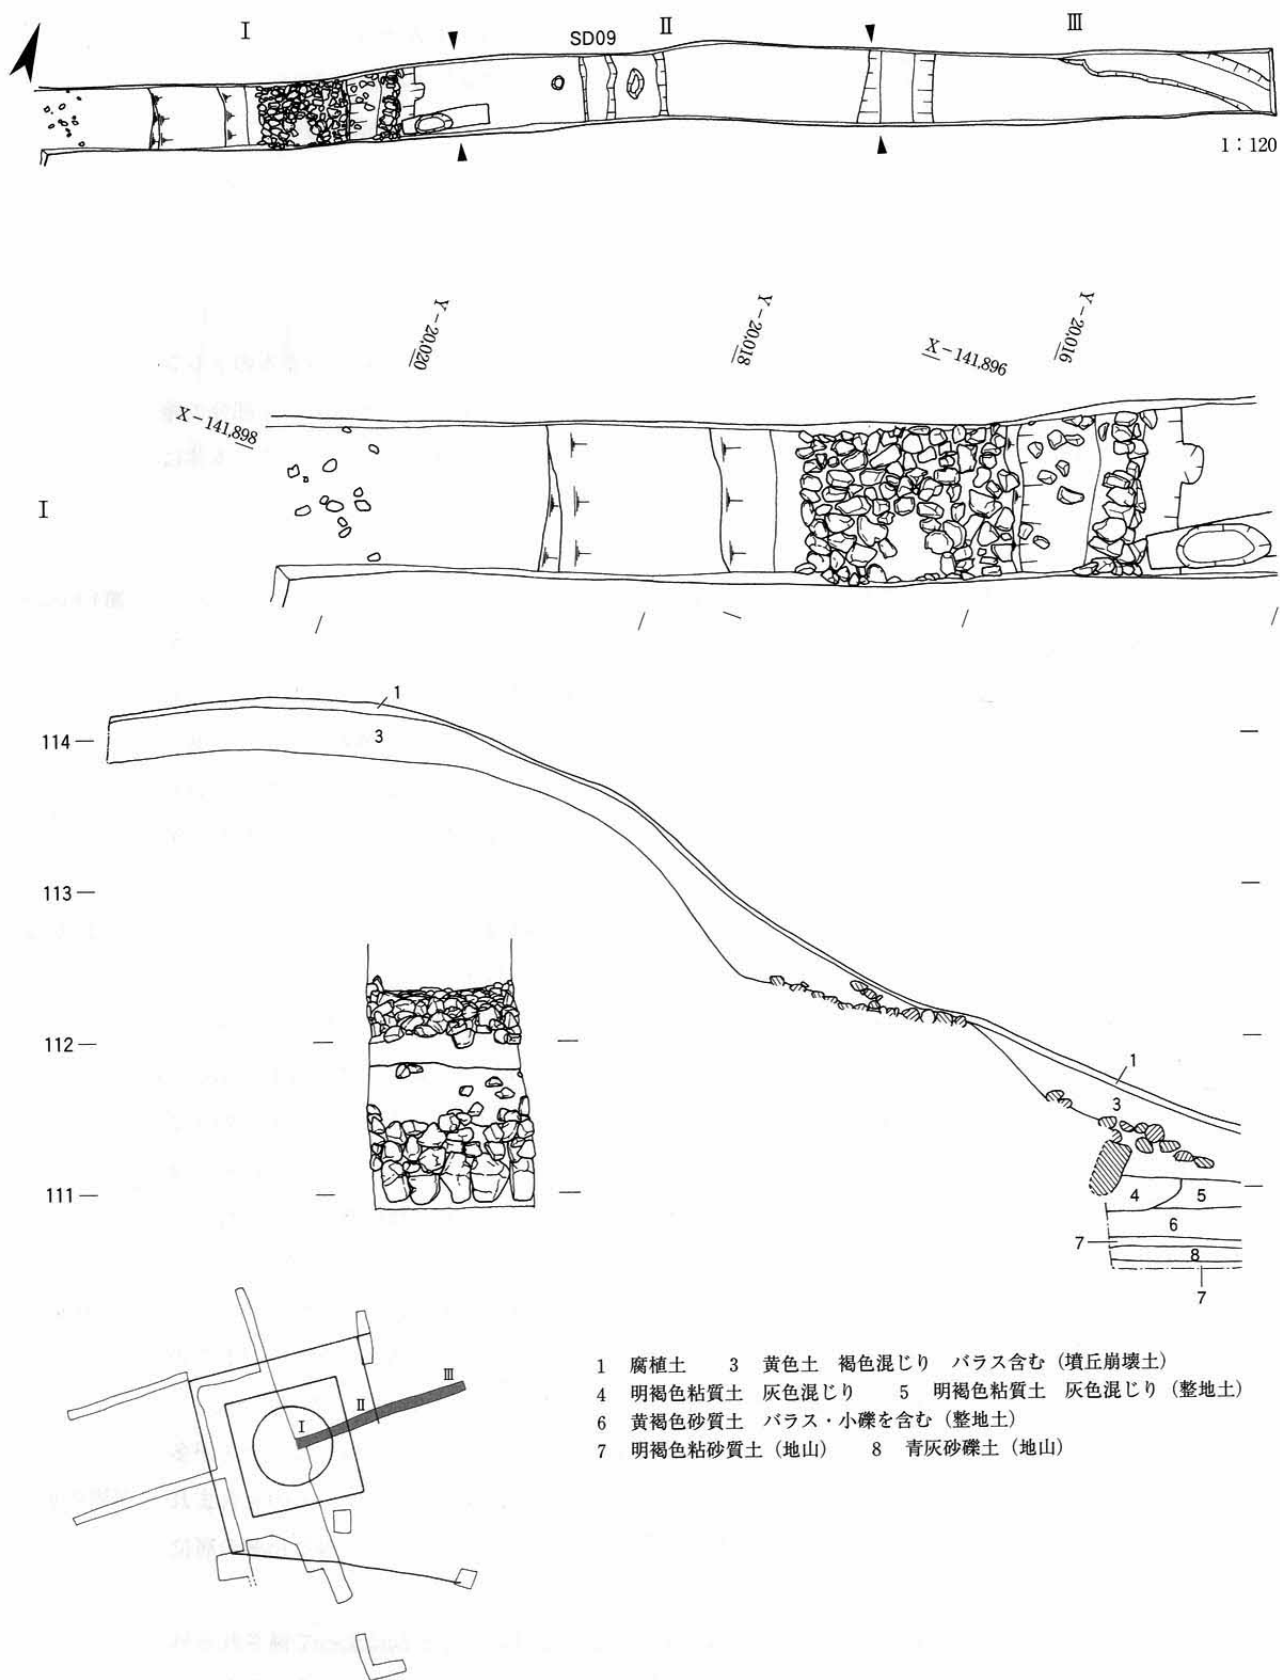 I
II
III
SD09
1：120
Y-20,020
Y-20,018
X-141,896
Y-20,016
X-141,898
I
1
114
3
113
112
1
3
111
4
5
6
7
8
7
III
II
I
1 腐植土 3 黄色土 褐色混じり バラス含む（墳丘崩壊土）
4 明褐色粘質土 灰色混じり 5 明褐色粘質土 灰色混じり（整地土）
6 黄褐色砂質土 バラス・小礫を含む（整地土）
7 明褐色粘砂質土（地山） 8 青灰砂礫土（地山）